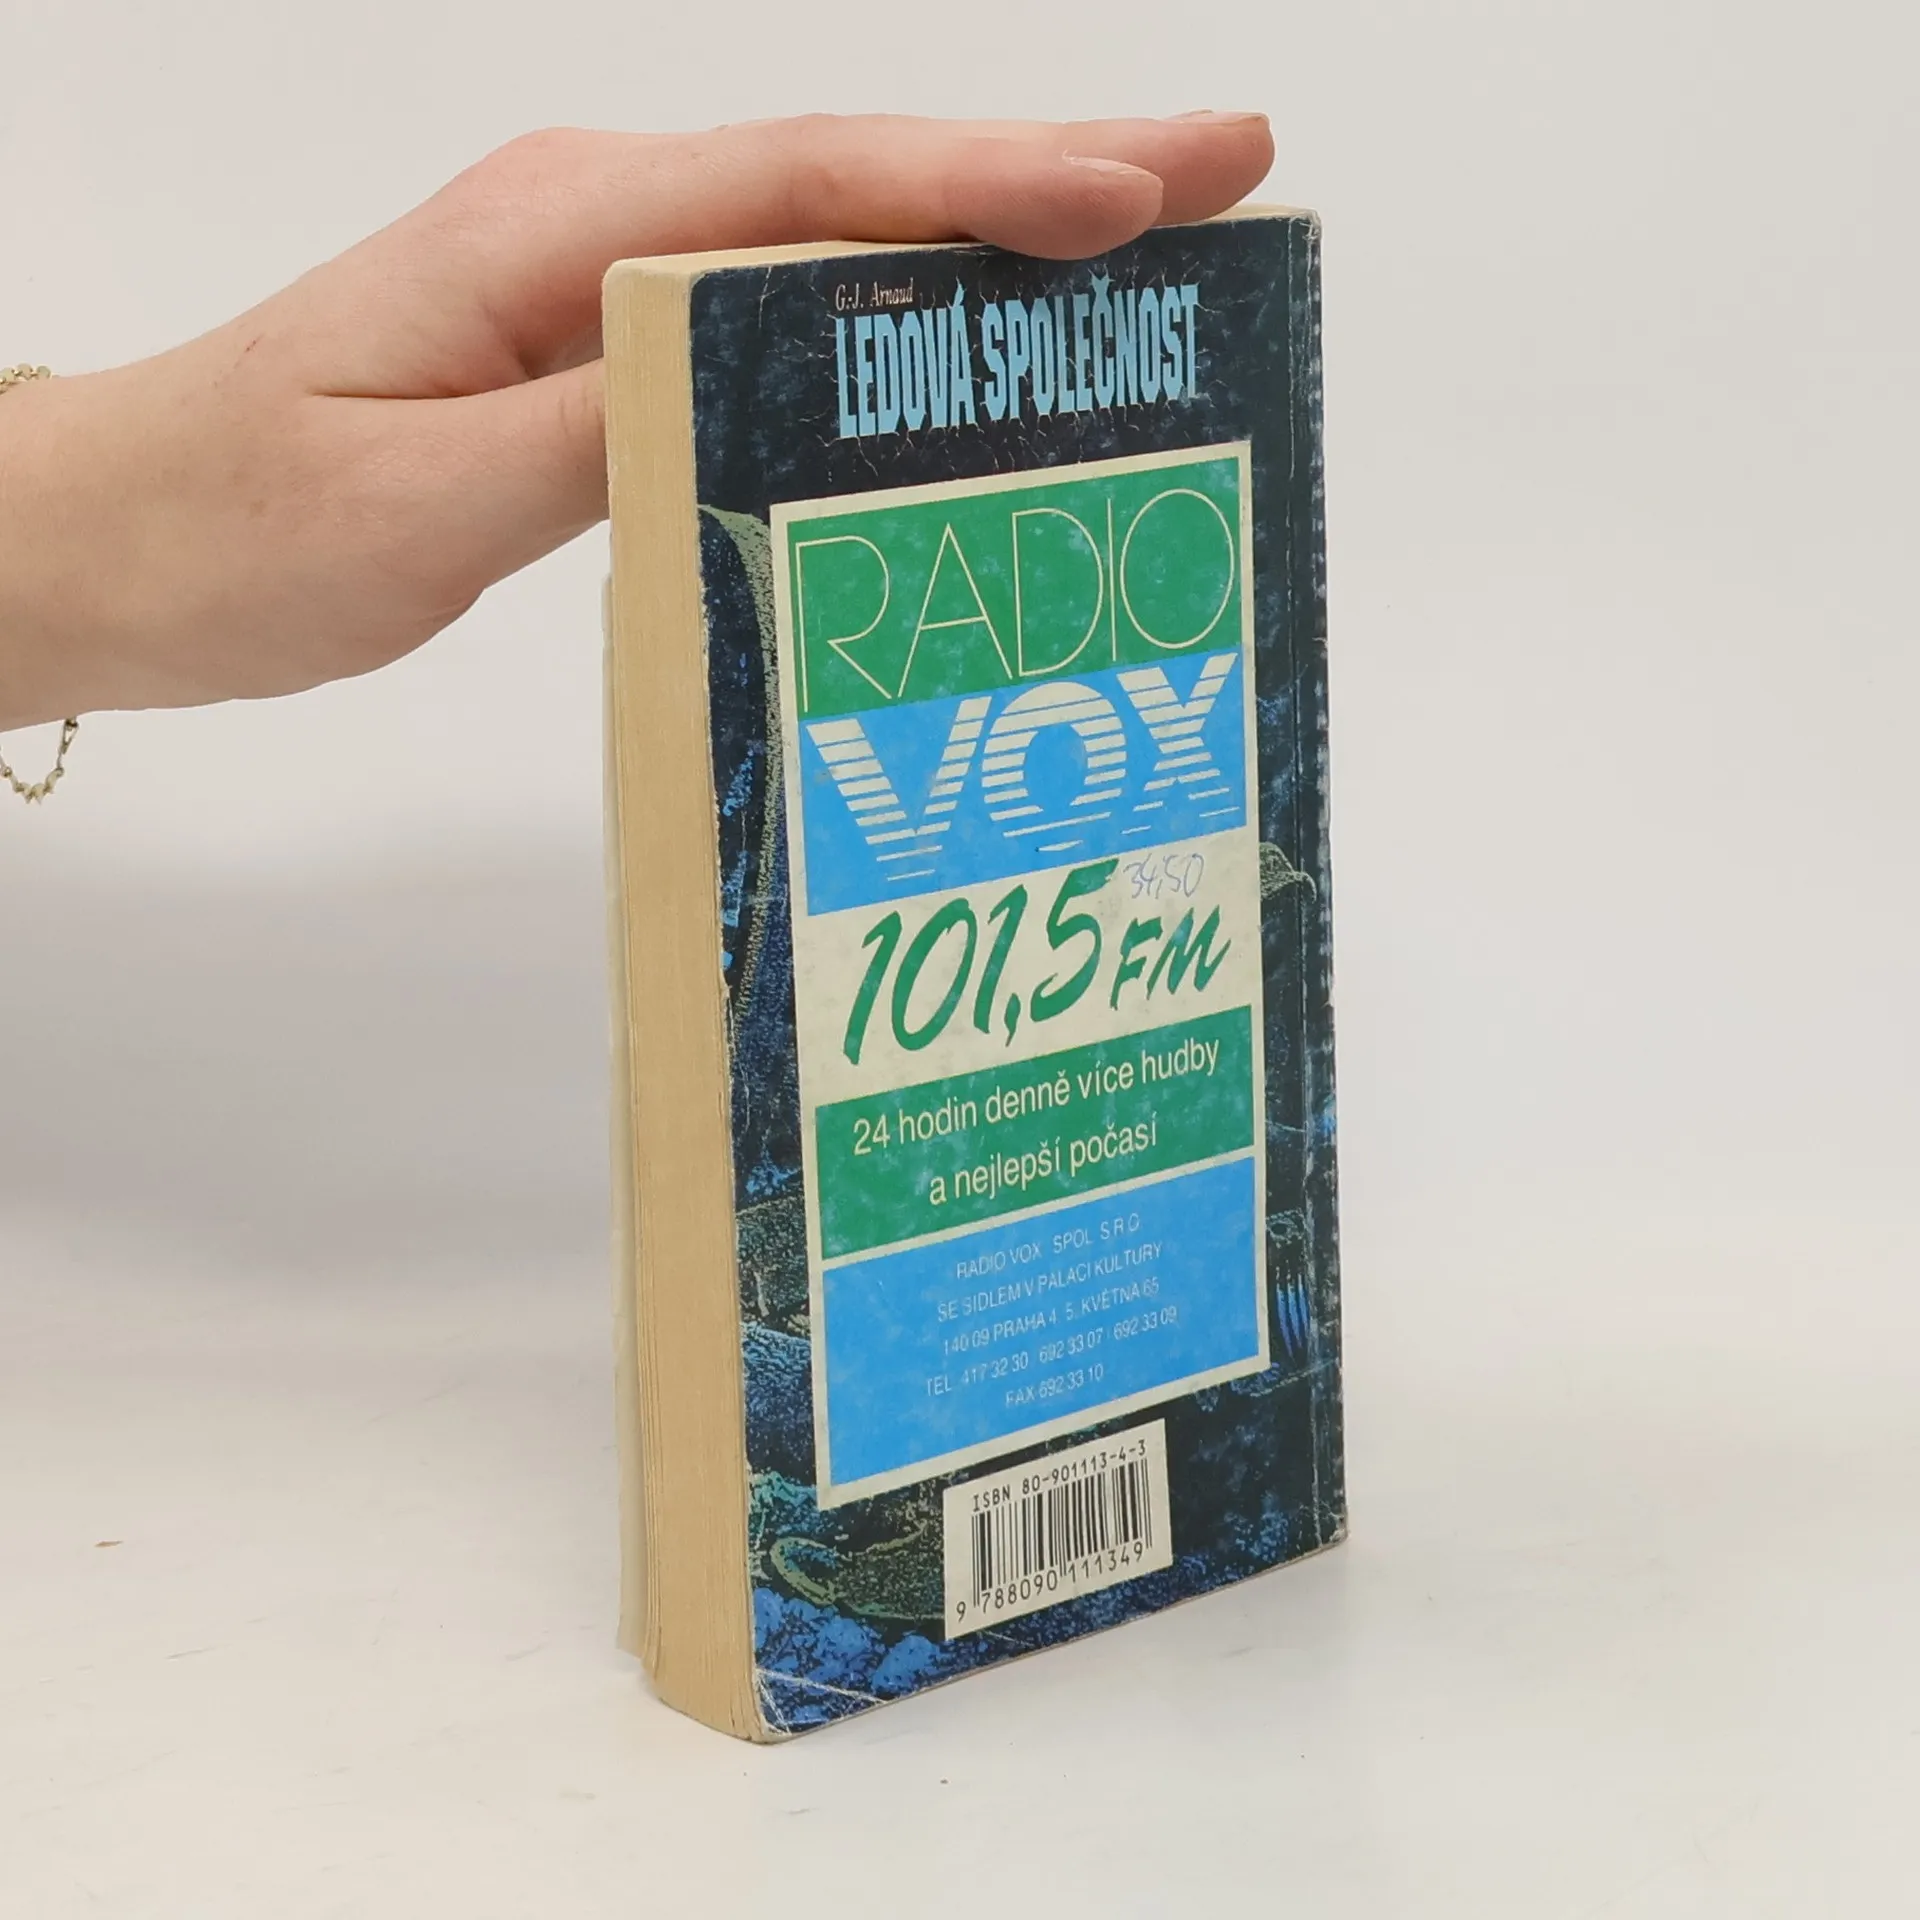 G.-J. Arnaud
LEDOVÁ SPOLEČNOST
RADIO
VOX
34,50
101,5 FM
24 hodin denně více hudby
a nejlepší počasí
RADIO VOX SPOL. S R.O.
SE SÍDLEM V PALÁCI KULTURY
140 09 PRAHA 4, 5. KVĚTNA 65
TEL. 417 32 30 692 33 07 692 33 09
FAX 692 33 10
ISBN 80-901113-4-3
9 788090 111349